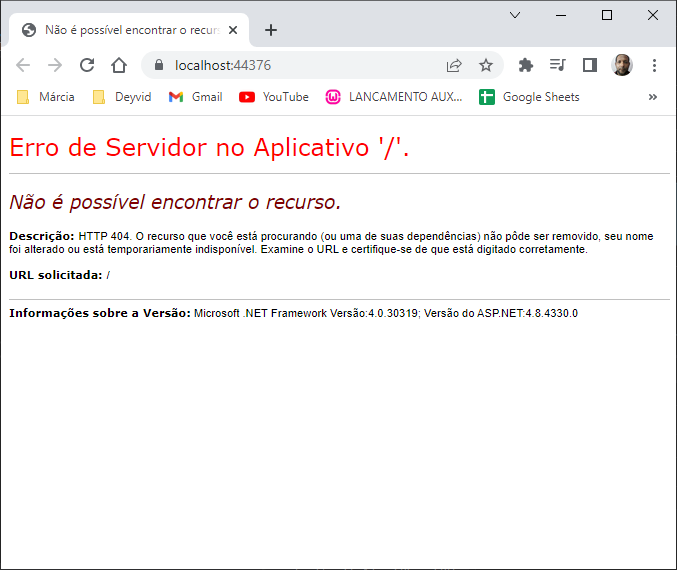 Não é possível encontrar o recurs
localhost:44376
Márcia
Deyvid
Gmail
YouTube
LANCAMENTO AUX...
Google Sheets
»
Erro de Servidor no Aplicativo '/'.
Não é possível encontrar o recurso.
Descrição: HTTP 404. O recurso que você está procurando (ou uma de suas dependências) não pôde ser removido, seu nome
foi alterado ou está temporariamente indisponível. Examine o URL e certifique-se de que está digitado corretamente.
URL solicitada: /
Informações sobre a Versão: Microsoft .NET Framework Versão:4.0.30319; Versão do ASP.NET:4.8.4330.0